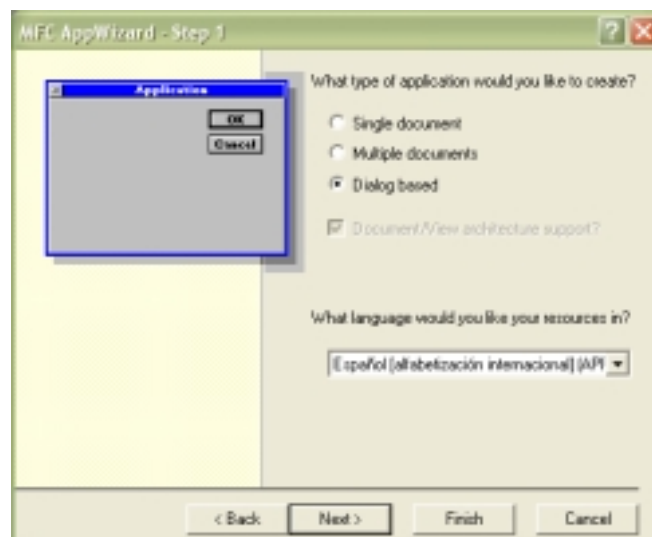 MFC AppWizard - Step 1
Application
OK
Cancel
What type of application would you like to create?
Single document
Multiple documents
Dialog based
Document/View architecture support?
What language would you like your resources in?
Español [alfabetización internacional] (API
< Back
Next >
Finish
Cancel